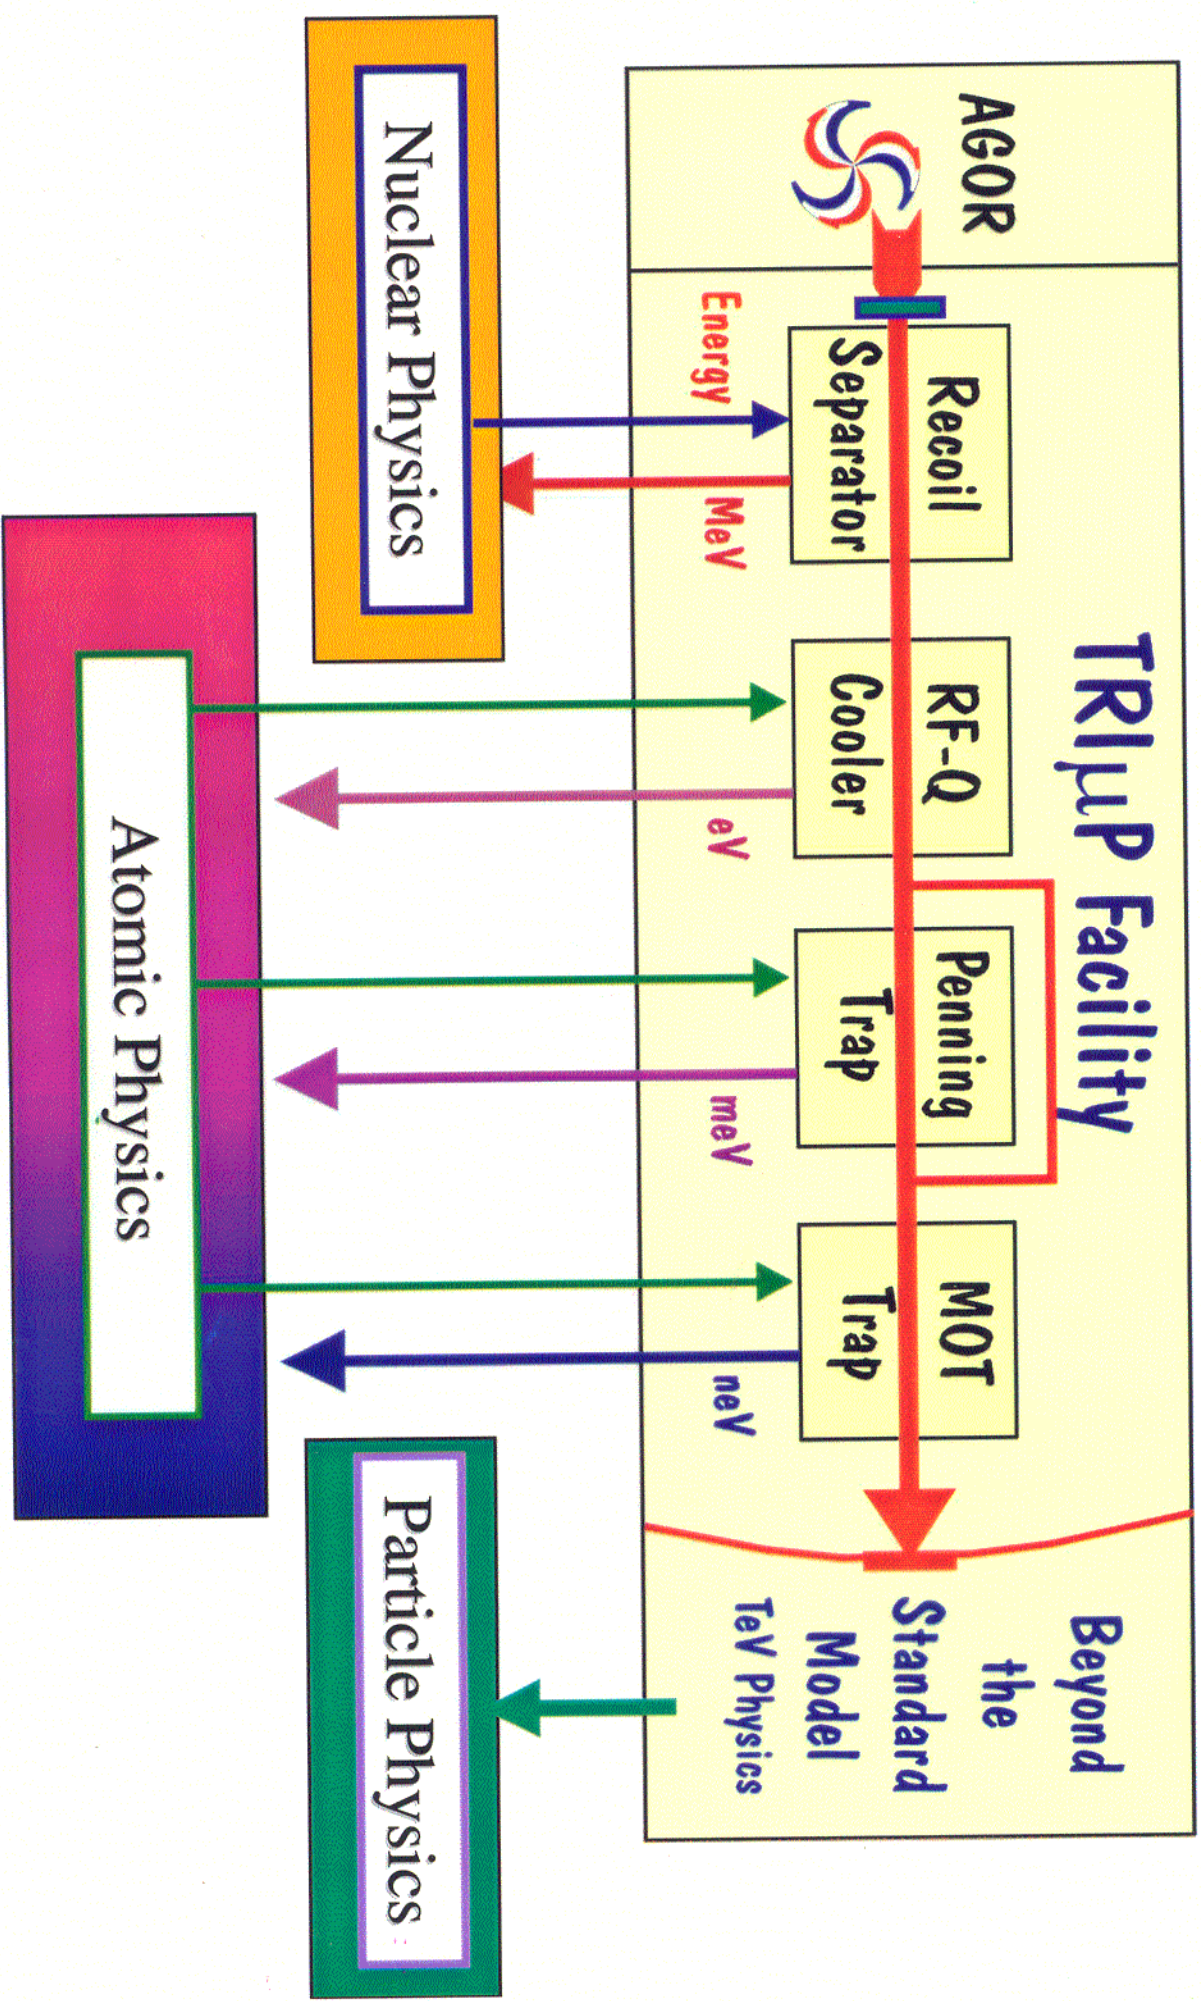 TRIμP Facility
AGOR
Recoil
Separator
RF-Q
Cooler
Penning
Trap
MOT
Trap
Beyond
the
Standard
Model
TeV Physics
Energy
MeV
eV
meV
neV
Nuclear Physics
Particle Physics
Atomic Physics